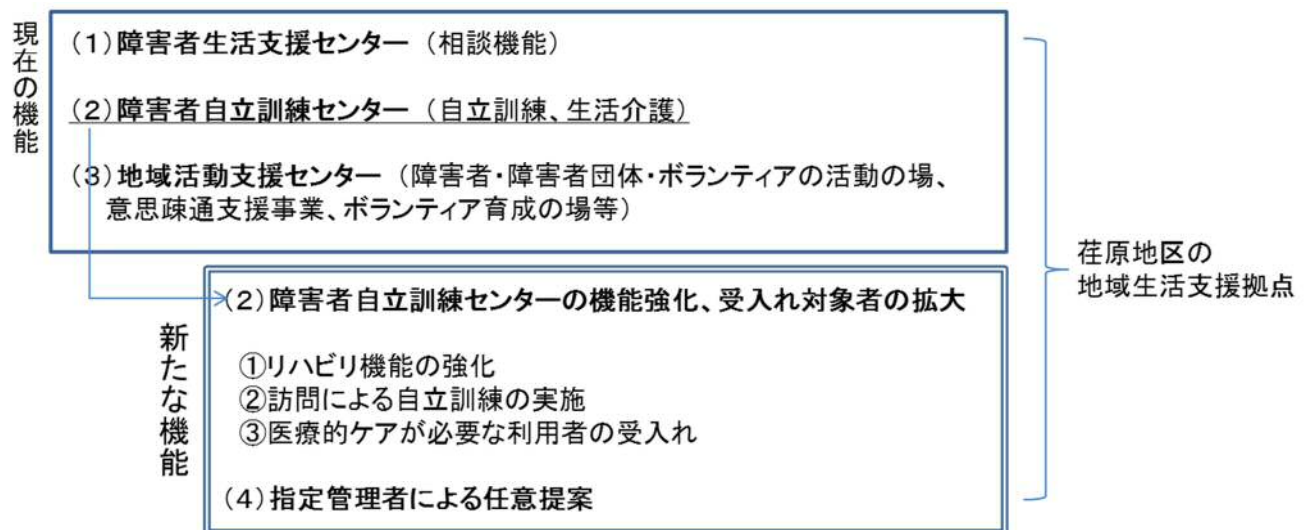 現在の機能
(1)障害者生活支援センター (相談機能)
(2)障害者自立訓練センター (自立訓練、生活介護)
(3)地域活動支援センター (障害者・障害者団体・ボランティアの活動の場、
意思疎通支援事業、ボランティア育成の場等)
荏原地区の
地域生活支援拠点
新たな機能
(2)障害者自立訓練センターの機能強化、受入れ対象者の拡大
①リハビリ機能の強化
②訪問による自立訓練の実施
③医療的ケアが必要な利用者の受入れ
(4)指定管理者による任意提案